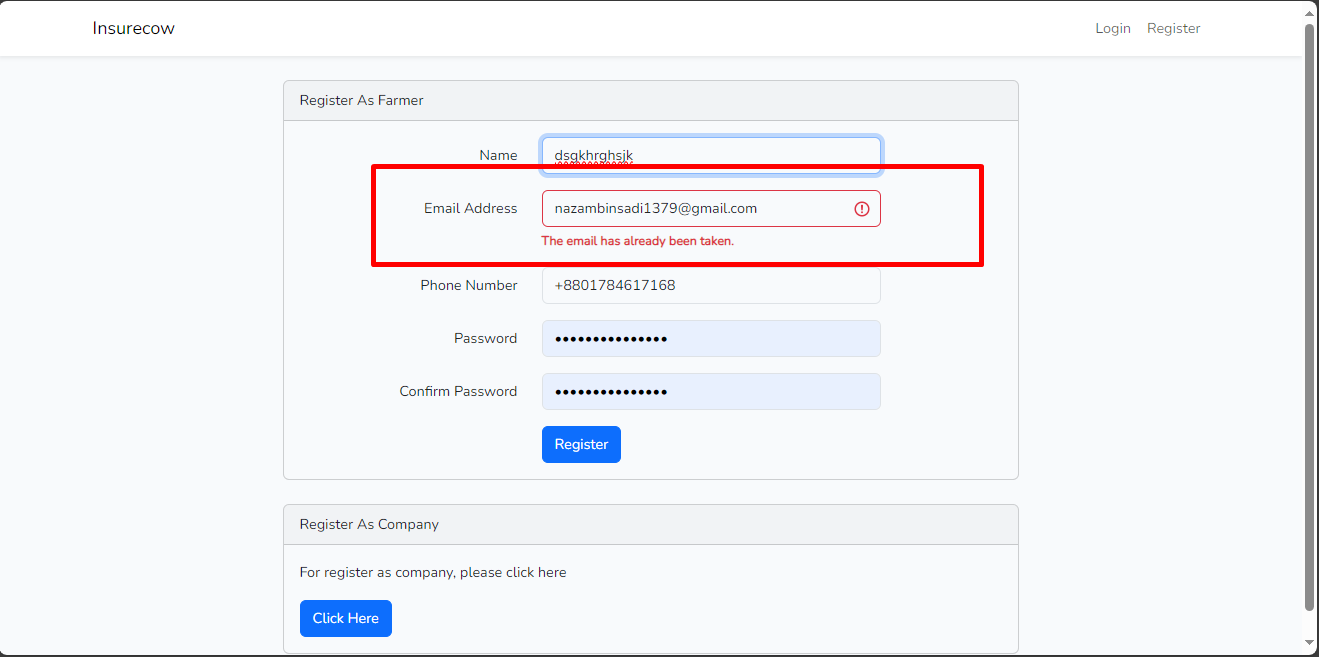 Insurecow
Login Register
Register As Farmer
Name dsgkhrghsjk
Email Address nazambinsadi1379@gmail.com
The email has already been taken.
Phone Number +8801784617168
Password •••••••••••••••
Confirm Password •••••••••••••••
Register
Register As Company
For register as company, please click here
Click Here